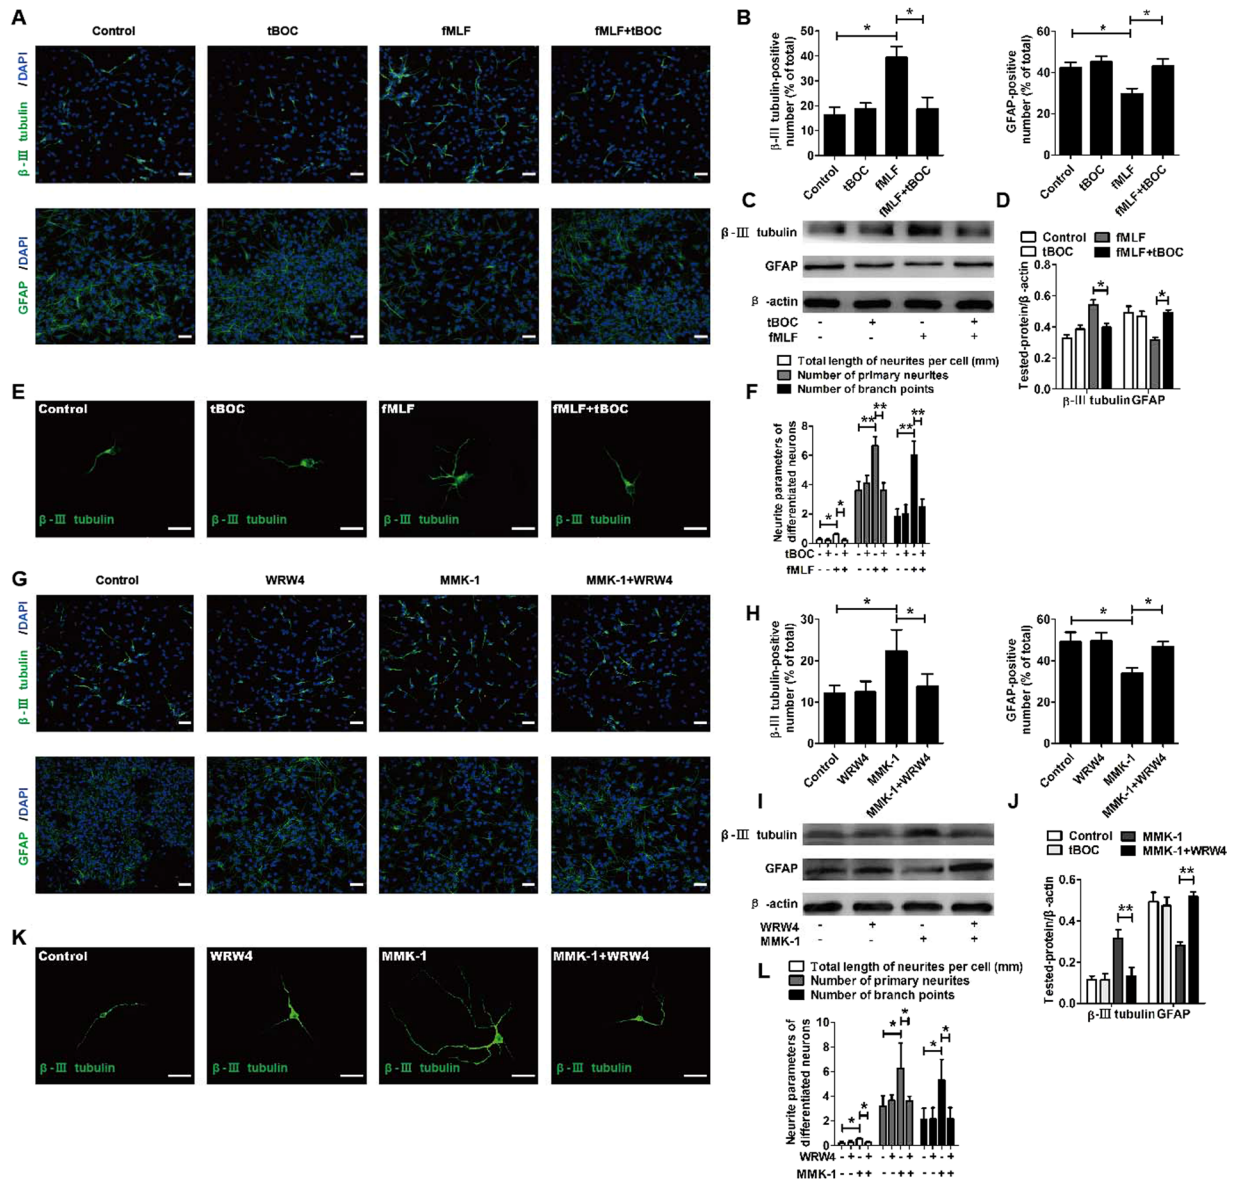 A
Control
tBOC
fMLF
fMLF+tBOC
β-Ⅲ tubulin /DAPI
GFAP /DAPI
B
β-III tubulin-positive
number (% of total)
50
40
30
20
10
0
Control
tBOC
fMLF
fMLF+tBOC
*
*
GFAP-positive
number (% of total)
60
40
20
0
Control
tBOC
fMLF
fMLF+tBOC
*
*
C
β-Ⅲ tubulin
GFAP
β -actin
tBOC - + - +
fMLF - - + +
D
Control
fMLF
tBOC
fMLF+tBOC
Tested-protein/β-actin
0.8
0.6
0.4
0.2
0.0
*
*
β-III tubulin GFAP
E
Control
tBOC
fMLF
fMLF+tBOC
β-Ⅲ tubulin
β-Ⅲ tubulin
β-Ⅲ tubulin
β-Ⅲ tubulin
Total length of neurites per cell (mm)
Number of primary neurites
Number of branch points
F
Neurite parameters of
differentiated neurons
8
6
4
2
0
* *
** **
** **
tBOC -+-+ -+-+ -+-+
fMLF --++ --++ --++
G
Control
WRW4
MMK-1
MMK-1+WRW4
β-Ⅲ tubulin /DAPI
GFAP /DAPI
H
β-III tubulin-positive
number (% of total)
30
20
10
0
Control
WRW4
MMK-1
MMK-1+WRW4
*
*
GFAP-positive
number (% of total)
60
40
20
0
Control
WRW4
MMK-1
MMK-1+WRW4
*
*
I
β-Ⅲ tubulin
GFAP
β -actin
WRW4 - + - +
MMK-1 - - + +
J
Control
MMK-1
tBOC
MMK-1+WRW4
Tested-protein/β-actin
0.6
0.4
0.2
0.0
**
**
β-Ⅲ tubulin GFAP
K
Control
WRW4
MMK-1
MMK-1+WRW4
β-Ⅲ tubulin
β-Ⅲ tubulin
β-Ⅲ tubulin
β-Ⅲ tubulin
L
Total length of neurites per cell (mm)
Number of primary neurites
Number of branch points
Neurite parameters of
differentiated neurons
10
8
6
4
2
0
* *
* *
* *
WRW4 -+-+ -+-+ -+-+
MMK-1 --++ --++ --++